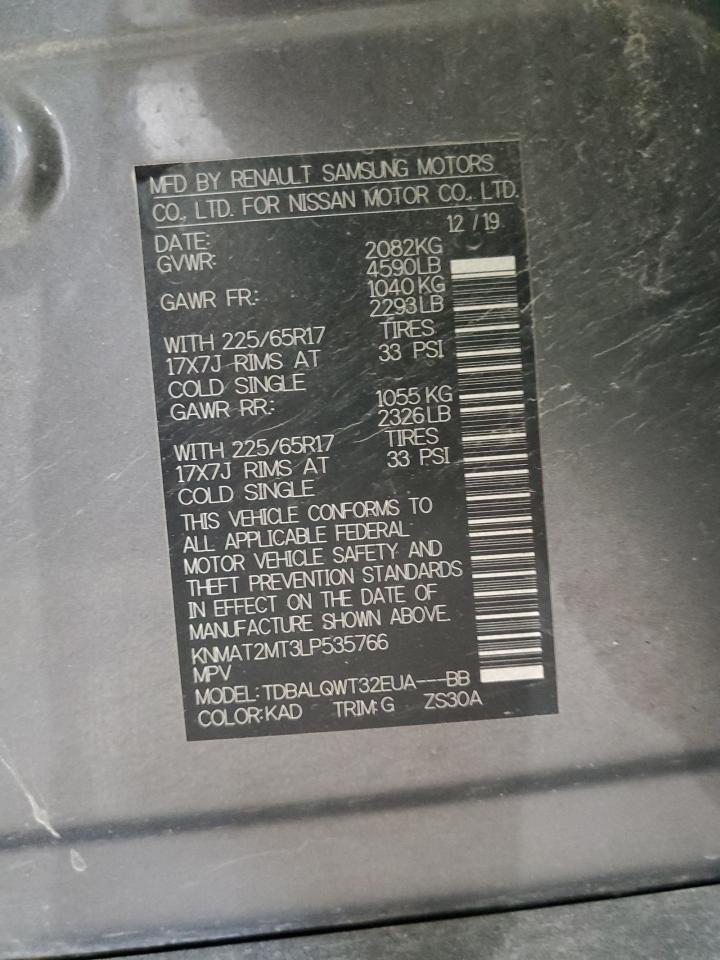 MFD BY RENAULT SAMSUNG MOTORS
CO., LTD. FOR NISSAN MOTOR CO., LTD.
DATE: 12 / 19
GVWR: 2082KG
4590LB
GAWR FR.: 1040 KG
2293LB
WITH 225/65R17 TIRES
17X7J RIMS AT 33 PSI
COLD SINGLE
GAWR RR.: 1055 KG
2326LB
WITH 225/65R17 TIRES
17X7J RIMS AT 33 PSI
COLD SINGLE
THIS VEHICLE CONFORMS TO
ALL APPLICABLE FEDERAL
MOTOR VEHICLE SAFETY AND
THEFT PREVENTION STANDARDS
IN EFFECT ON THE DATE OF
MANUFACTURE SHOWN ABOVE.
KNMAT2MT3LP535766
MPV
MODEL: TDBALQWT32EUA----BB
COLOR:KAD TRIM:G ZS30A